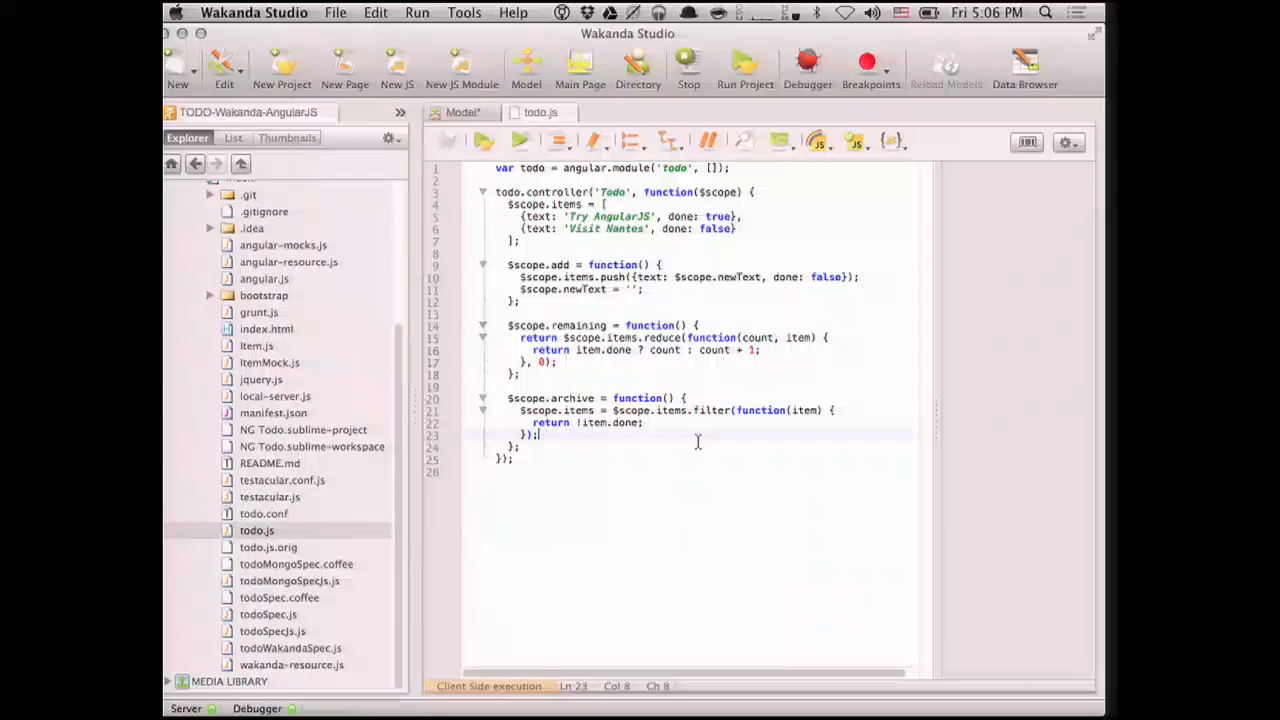 Wakanda Studio File Edit Run Tools Help Fri 5:06 PM
Wakanda Studio
New Edit New Project New Page New JS New JS Module Model Main Page Directory Stop Run Project Debugger Breakpoints Reload Models Data Browser
TODO-Wakanda-AngularJS » Model* todo.js
Explorer List Thumbnails
.git
.gitignore
.idea
angular-mocks.js
angular-resource.js
angular.js
bootstrap
grunt.js
index.html
Item.js
ItemMock.js
jquery.js
local-server.js
manifest.json
NG Todo.sublime-project
NG Todo.sublime-workspace
README.md
testacular.conf.js
testacular.js
todo.conf
todo.js
todo.js.orig
todoMongoSpec.coffee
todoMongoSpecJs.js
todoSpec.coffee
todoSpec.js
todoSpecJs.js
todoWakandaSpec.js
wakanda-resource.js
MEDIA LIBRARY
1 var todo = angular.module('todo', []);
2
3 todo.controller('Todo', function($scope) {
4 $scope.items = [
5 {text: 'Try AngularJS', done: true},
6 {text: 'Visit Nantes', done: false}
7 ];
8
9 $scope.add = function() {
10 $scope.items.push({text: $scope.newText, done: false});
11 $scope.newText = '';
12 };
13
14 $scope.remaining = function() {
15 return $scope.items.reduce(function(count, item) {
16 return item.done ? count : count + 1;
17 }, 0);
18 };
19
20 $scope.archive = function() {
21 $scope.items = $scope.items.filter(function(item) {
22 return !item.done;
23 });
24 };
25 });
26
Client Side execution Ln 23 Col 8 Ch 8
Server Debugger